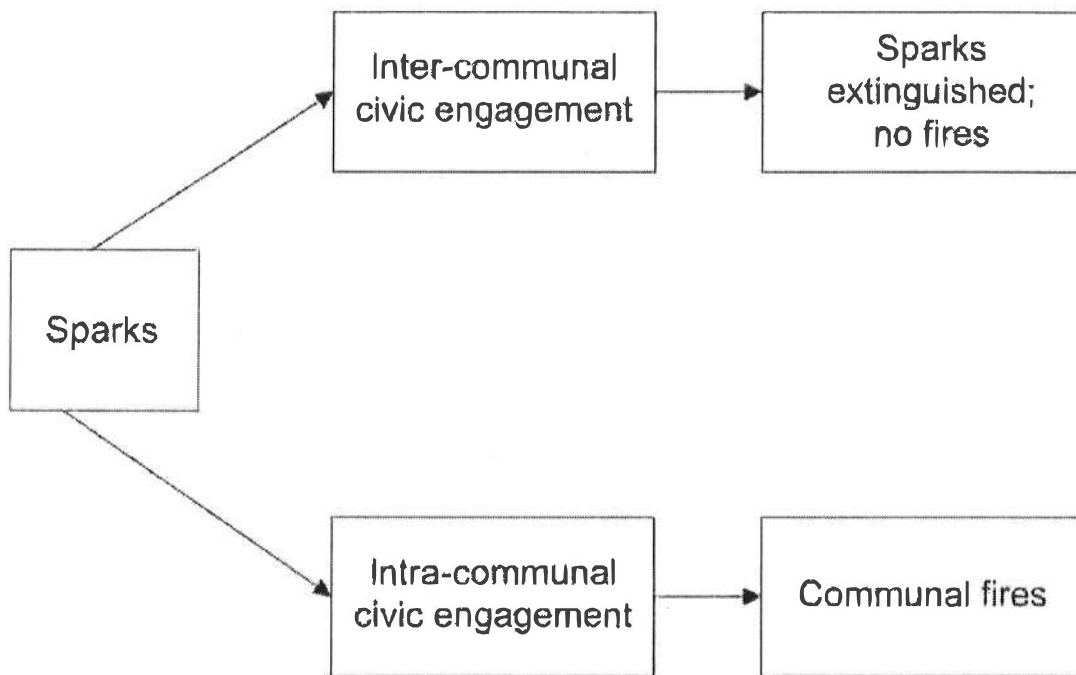 Inter-communal
civic engagement
Sparks
extinguished;
no fires
Sparks
Intra-communal
civic engagement
Communal fires